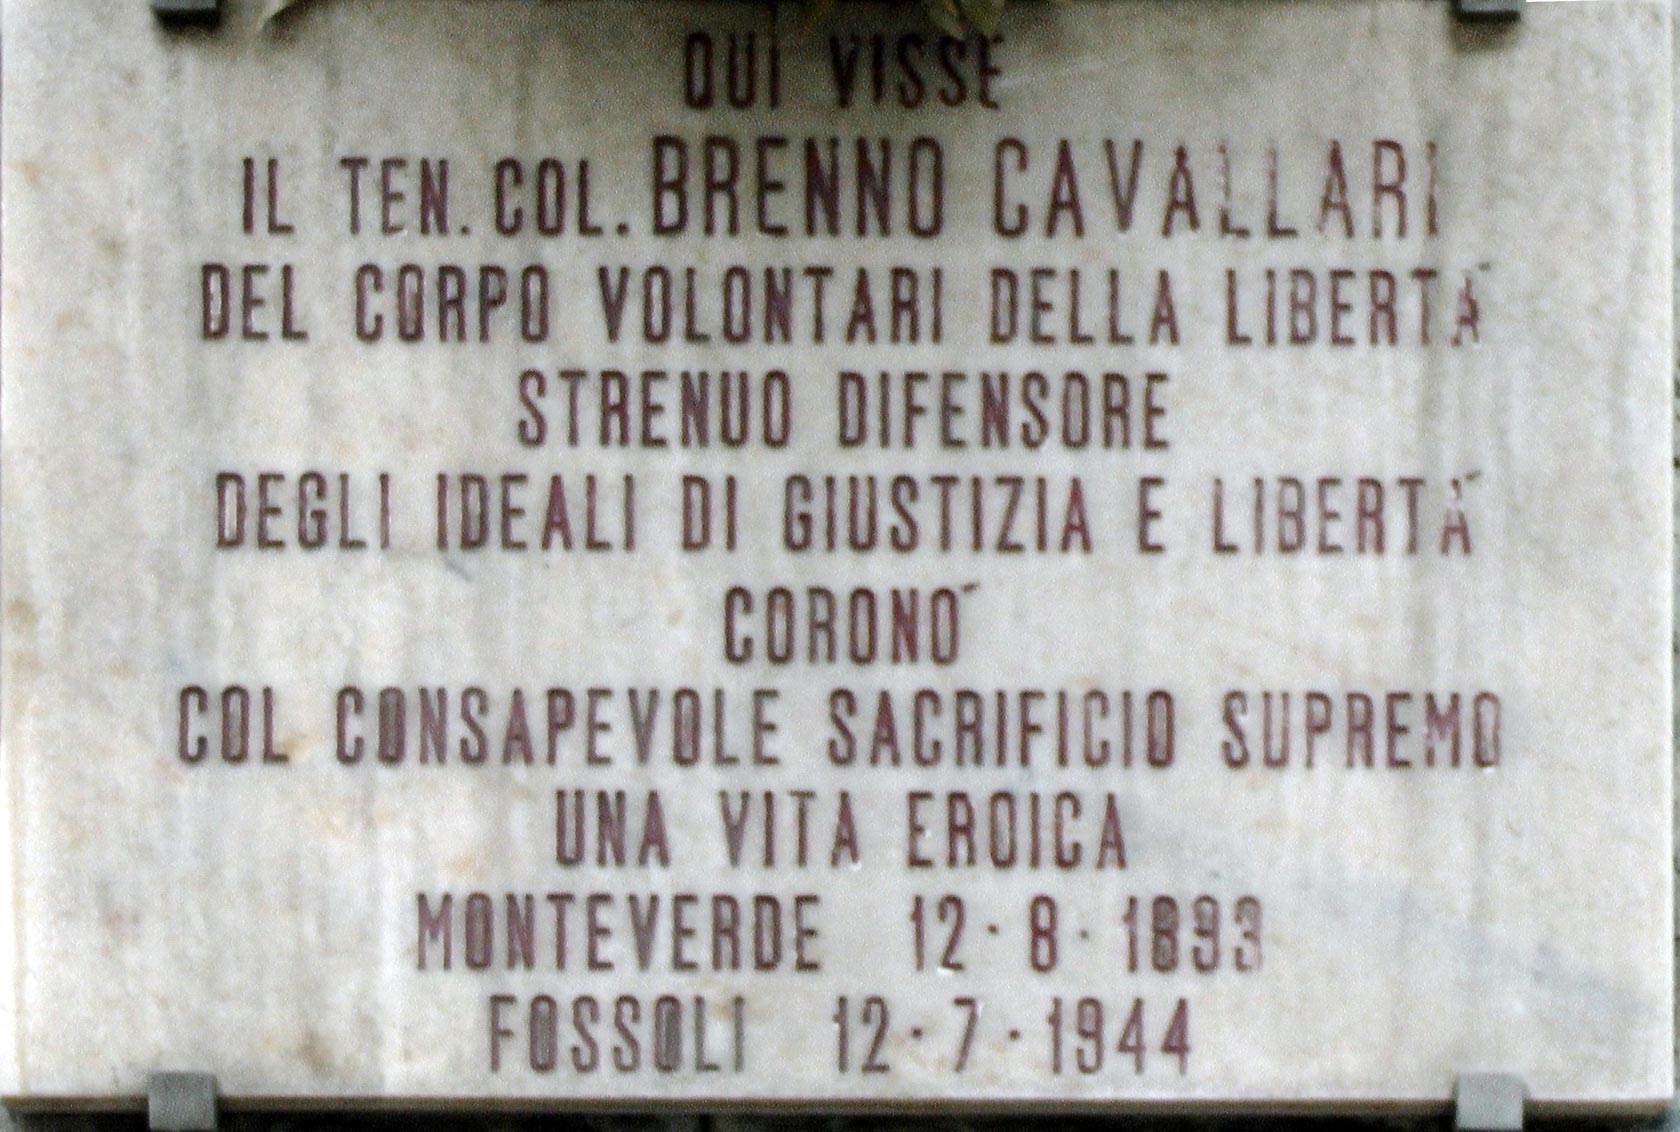 QUI VISSE
IL TEN. COL. BRENNO CAVALLARI
DEL CORPO VOLONTARI DELLA LIBERTÀ
STRENUO DIFENSORE
DEGLI IDEALI DI GIUSTIZIA E LIBERTÀ
CORONO´
COL CONSAPEVOLE SACRIFICIO SUPREMO
UNA VITA EROICA
MONTEVERDE 12·8·1893
FOSSOLI 12·7·1944